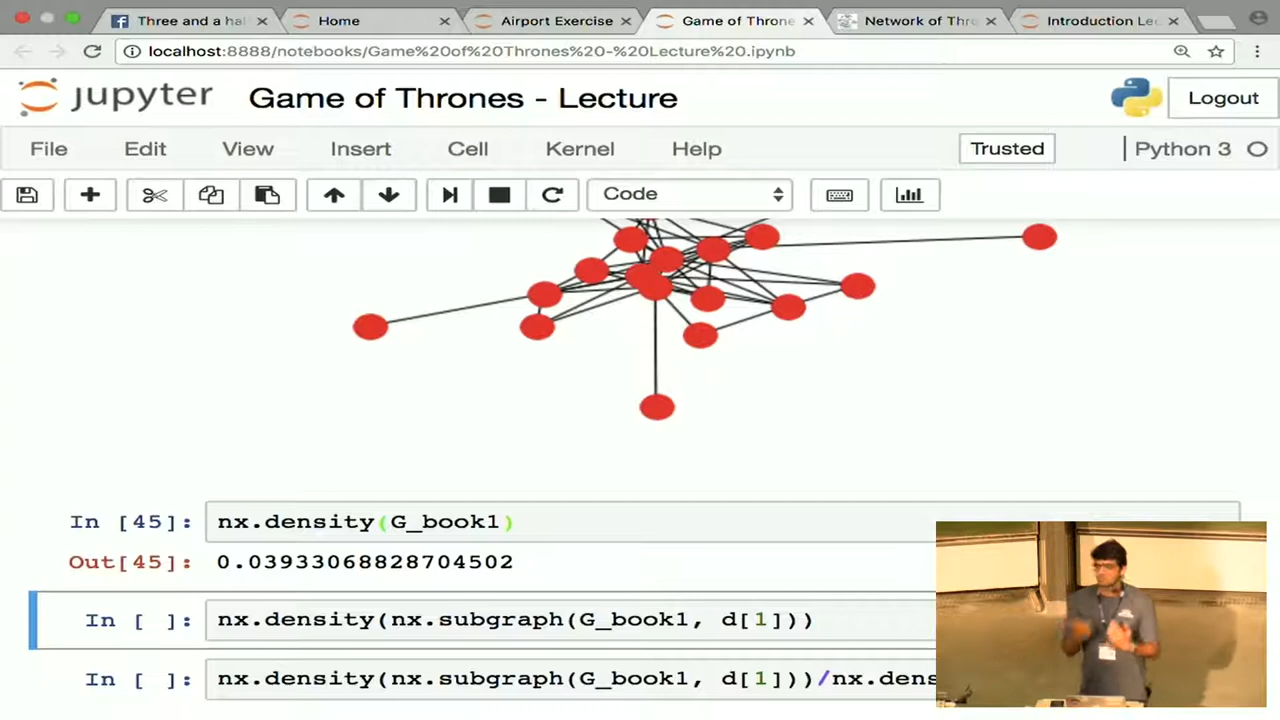 Three and a ha
Home
Airport Exercise
Game of Throne
Network of Thro
Introduction Lec
localhost:8888/notebooks/Game%20of%20Thrones%20-%20Lecture%20.ipynb
jupyter Game of Thrones - Lecture
Logout
File Edit View Insert Cell Kernel Help
Trusted
Python 3
Code
In [45]: nx.density(G_book1)
Out[45]: 0.03933068828704502
In [ ]: nx.density(nx.subgraph(G_book1, d[1]))
In [ ]: nx.density(nx.subgraph(G_book1, d[1]))/nx.dens